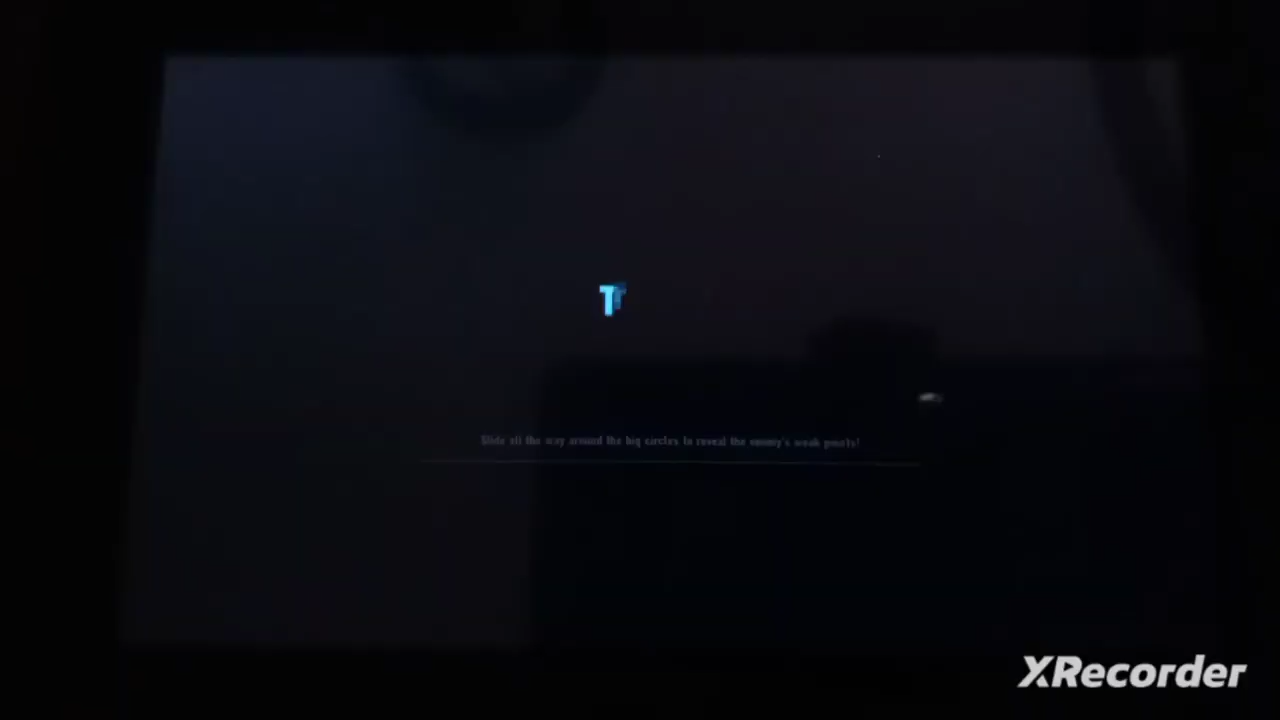 T
Slide all the way around the big circles to reveal the enemy's weak points!
XRecorder